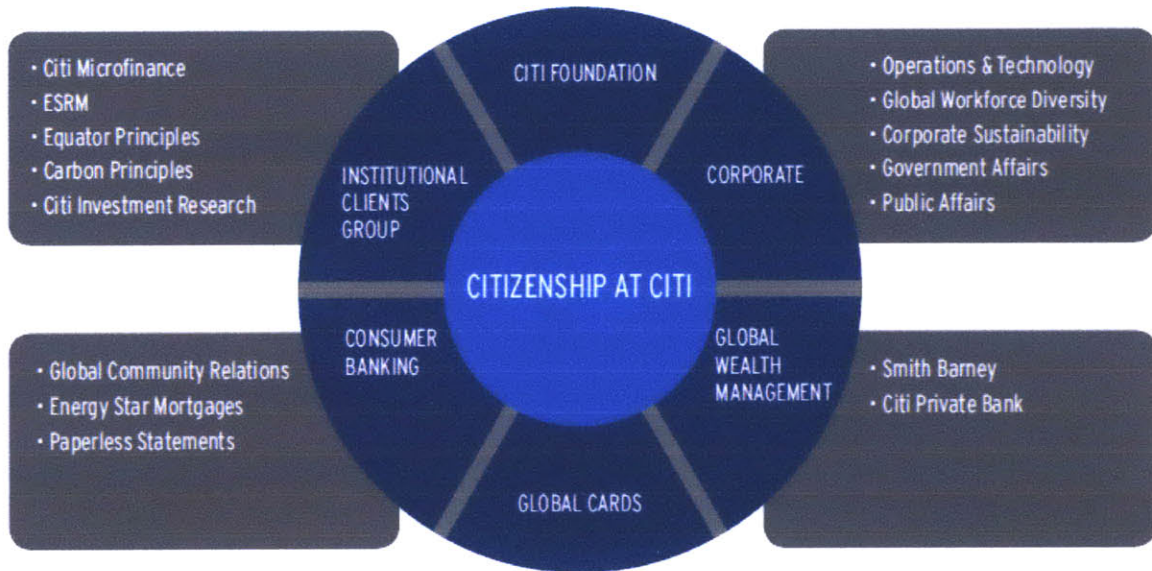 · Citi Microfinance
· ESRM
· Equator Principles
· Carbon Principles
· Citi Investment Research
CITI FOUNDATION
· Operations & Technology
· Global Workforce Diversity
· Corporate Sustainability
· Government Affairs
· Public Affairs
INSTITUTIONAL
CLIENTS
GROUP
CORPORATE
CITIZENSHIP AT CITI
CONSUMER
BANKING
GLOBAL
WEALTH
MANAGEMENT
· Global Community Relations
· Energy Star Mortgages
· Paperless Statements
· Smith Barney
· Citi Private Bank
GLOBAL CARDS